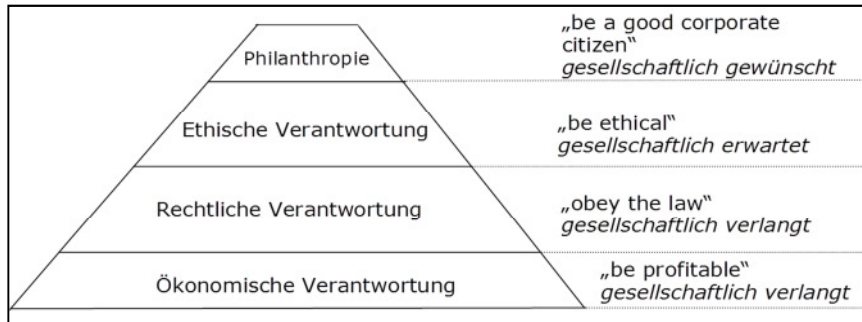 Philanthropie
„be a good corporate
citizen“
gesellschaftlich gewünscht
Ethische Verantwortung
„be ethical“
gesellschaftlich erwartet
Rechtliche Verantwortung
„obey the law“
gesellschaftlich verlangt
Ökonomische Verantwortung
„be profitable“
gesellschaftlich verlangt